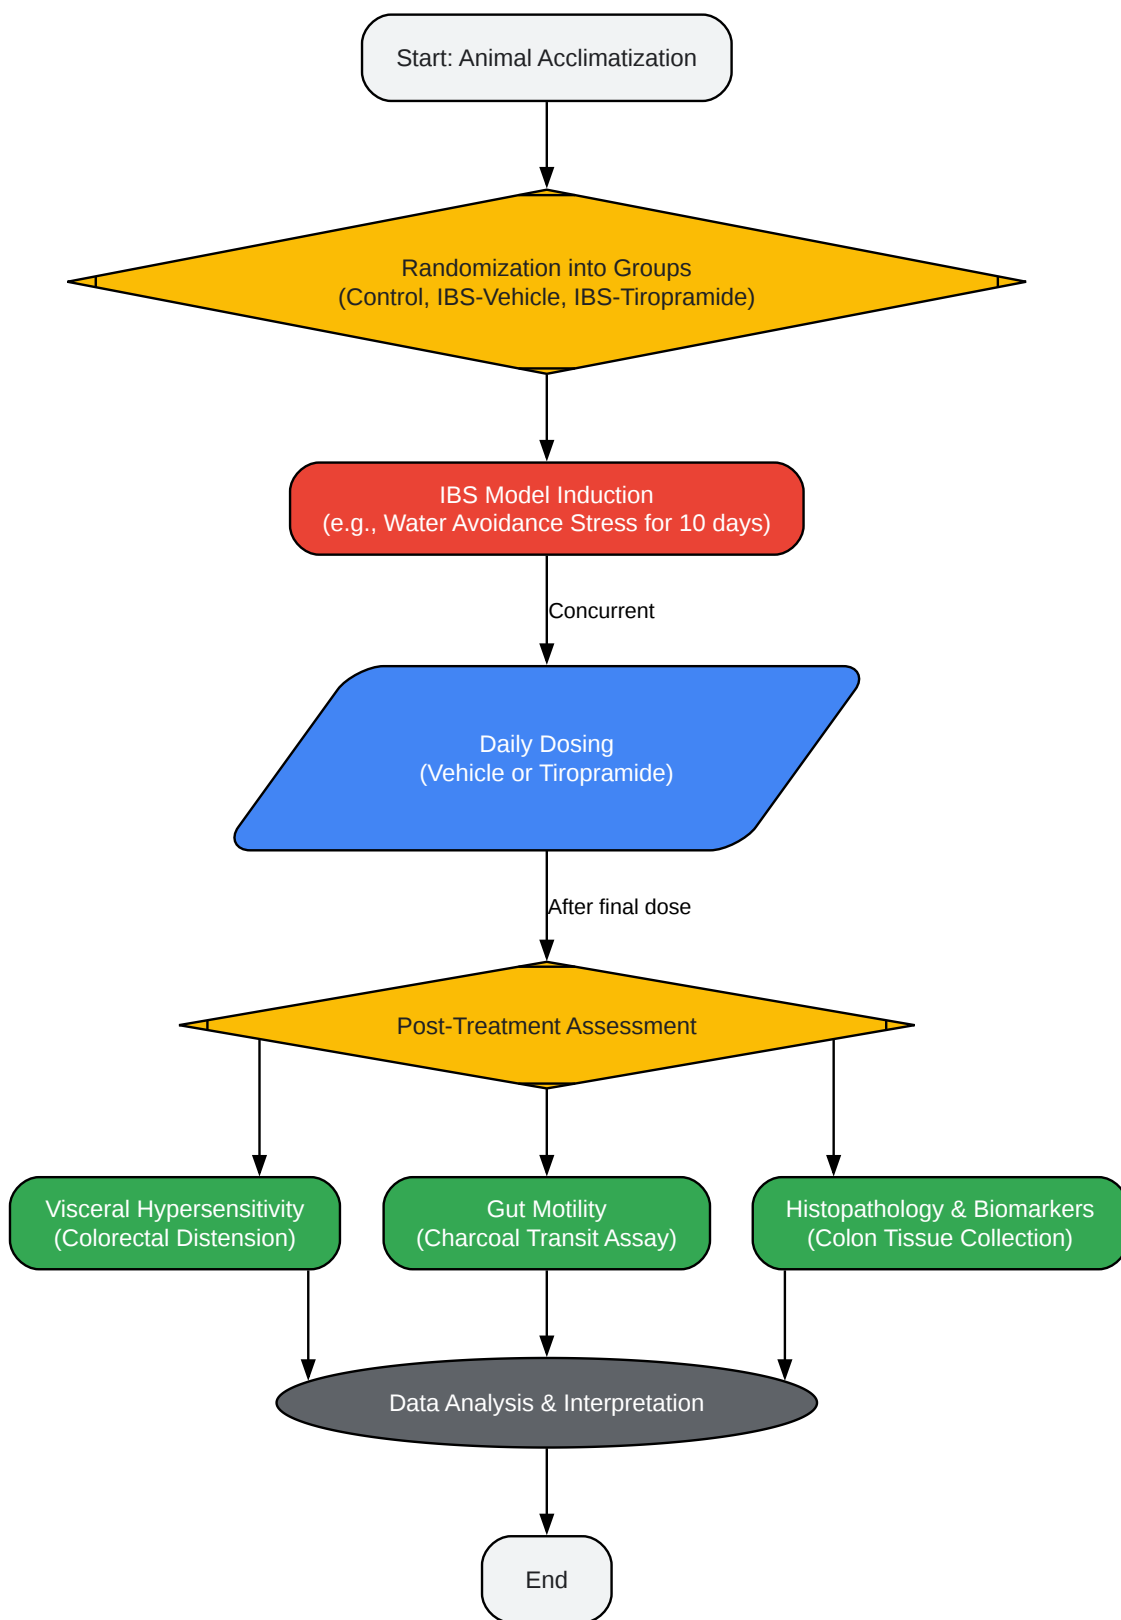 Start: Animal Acclimatization
Randomization into Groups
(Control, IBS-Vehicle, IBS-Tiropramide)
IBS Model Induction
(e.g., Water Avoidance Stress for 10 days)
Concurrent
Daily Dosing
(Vehicle or Tiropramide)
After final dose
Post-Treatment Assessment
Visceral Hypersensitivity
(Colorectal Distension)
Gut Motility
(Charcoal Transit Assay)
Histopathology & Biomarkers
(Colon Tissue Collection)
Data Analysis & Interpretation
End